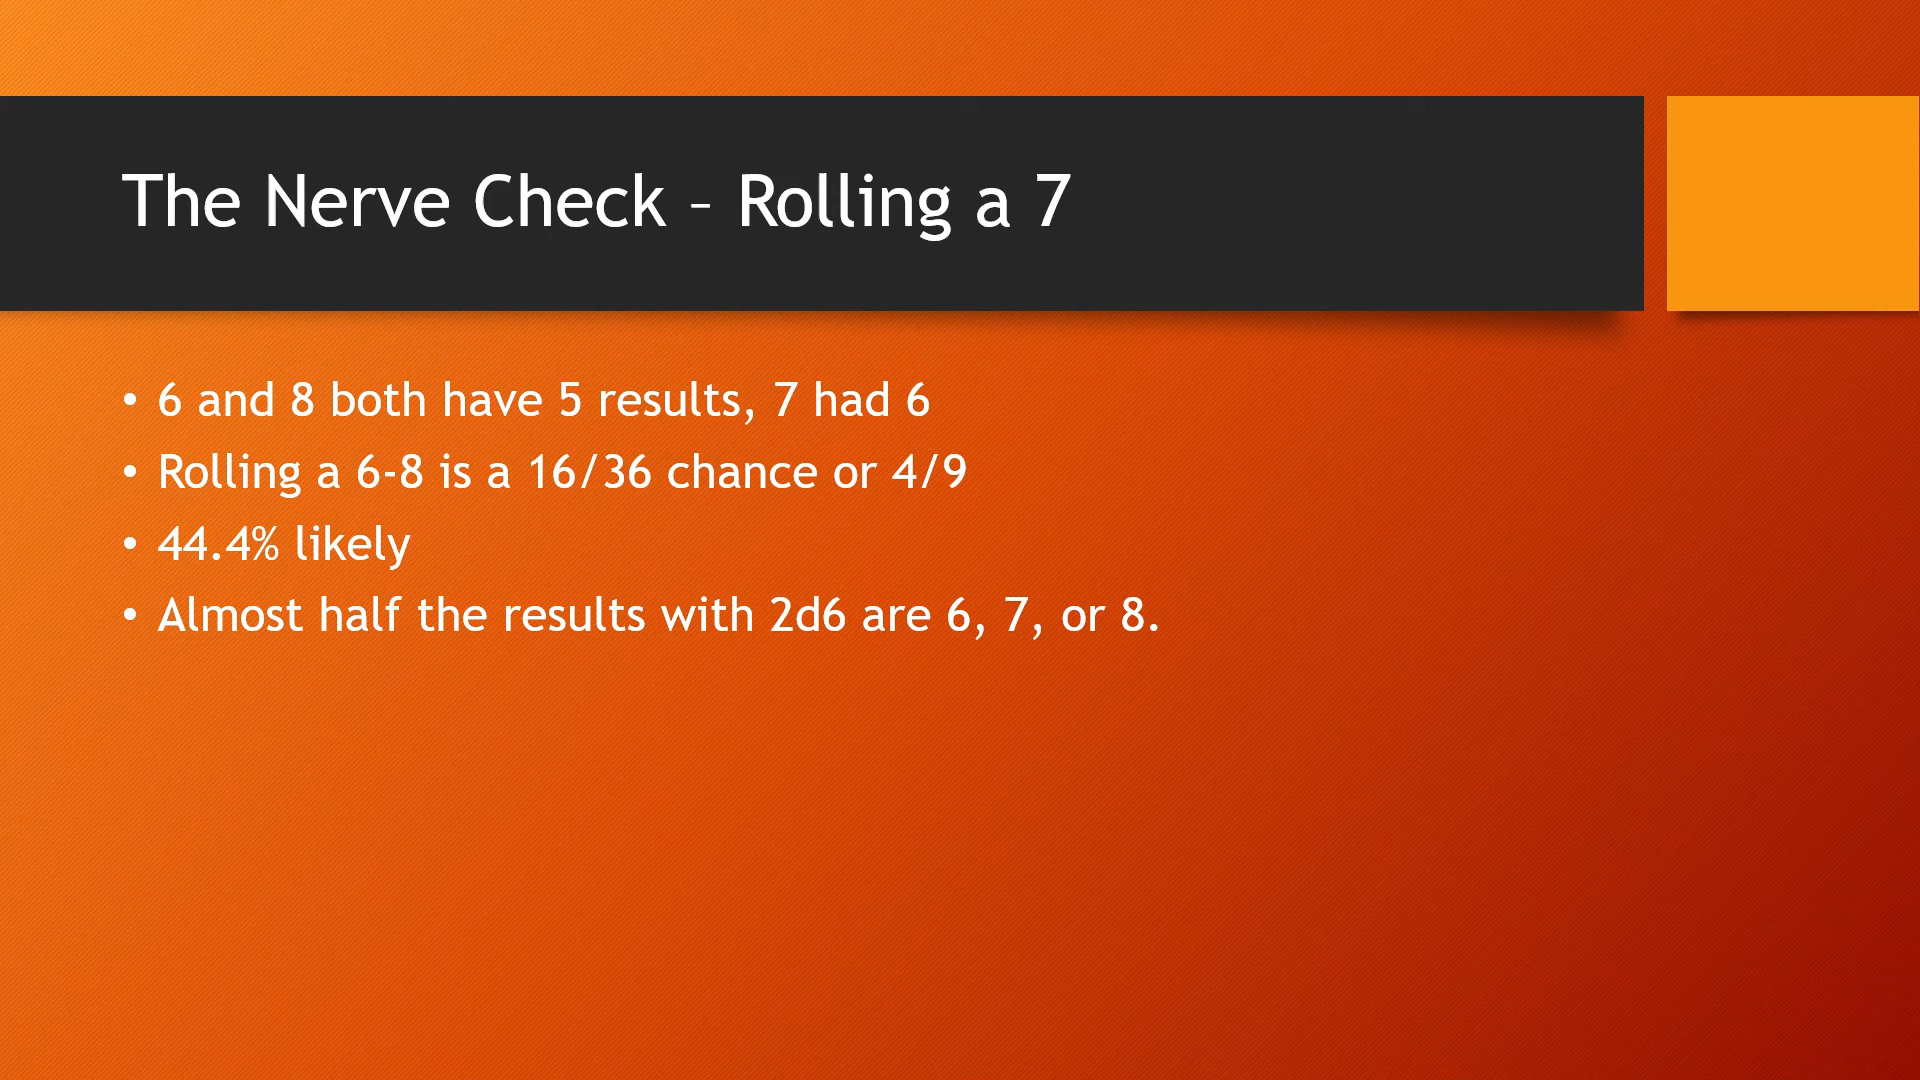 The Nerve Check – Rolling a 7
• 6 and 8 both have 5 results, 7 had 6
• Rolling a 6-8 is a 16/36 chance or 4/9
• 44.4% likely
• Almost half the results with 2d6 are 6, 7, or 8.